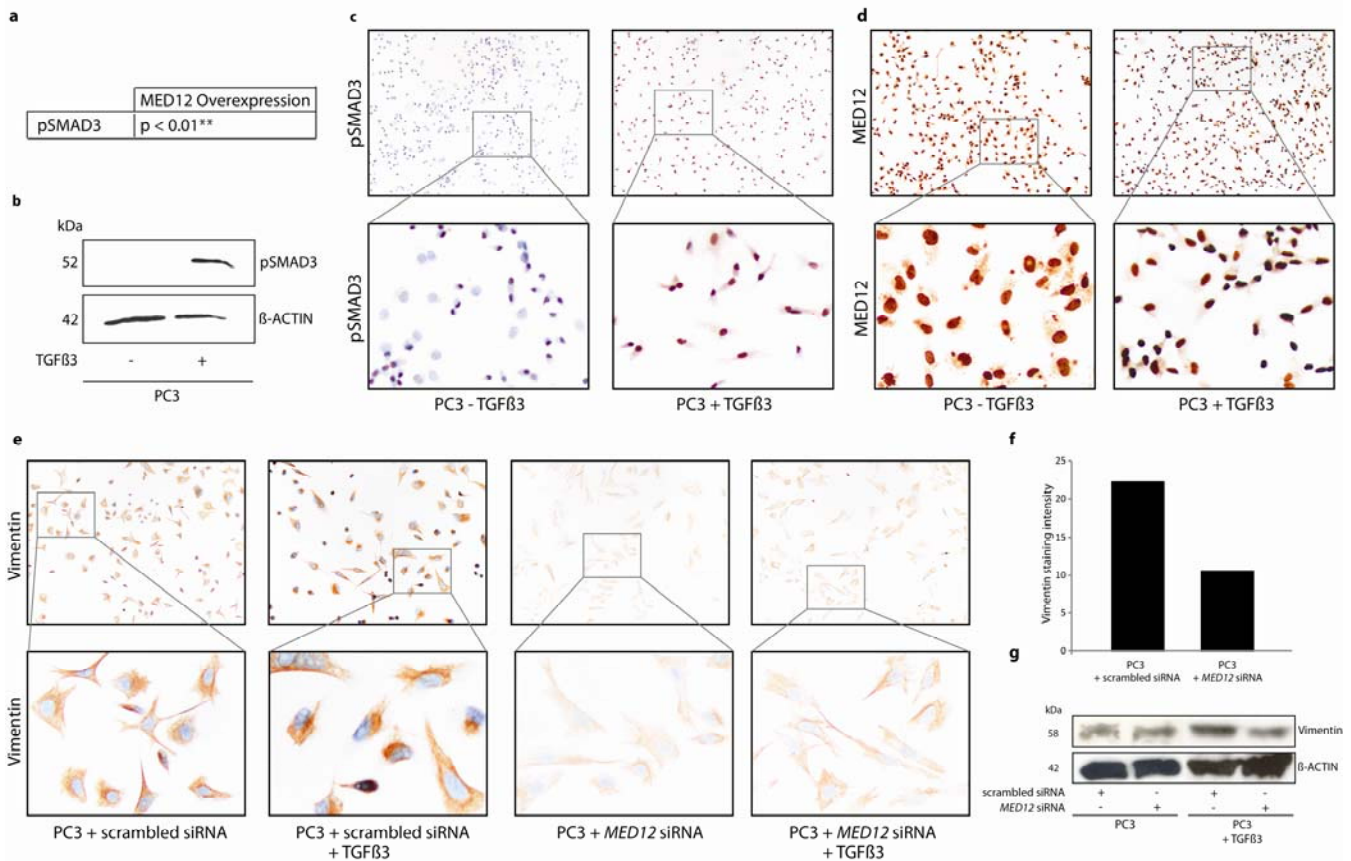 a
MED12 Overexpression
pSMAD3 p < 0.01**
b
kDa
52 pSMAD3
42 ß-ACTIN
TGFß3 - +
PC3
c
pSMAD3
pSMAD3
PC3 - TGFß3 PC3 + TGFß3
d
MED12
MED12
PC3 - TGFß3 PC3 + TGFß3
e
Vimentin
Vimentin
PC3 + scrambled siRNA
PC3 + scrambled siRNA
+ TGFß3
PC3 + MED12 siRNA
PC3 + MED12 siRNA
+ TGFß3
f
Vimentin staining intensity
25
20
15
10
5
0
PC3
+ scrambled siRNA
PC3
+ MED12 siRNA
g
kDa
58 Vimentin
42 ß-ACTIN
scrambled siRNA + - + -
MED12 siRNA - + - +
PC3
PC3
+ TGFß3